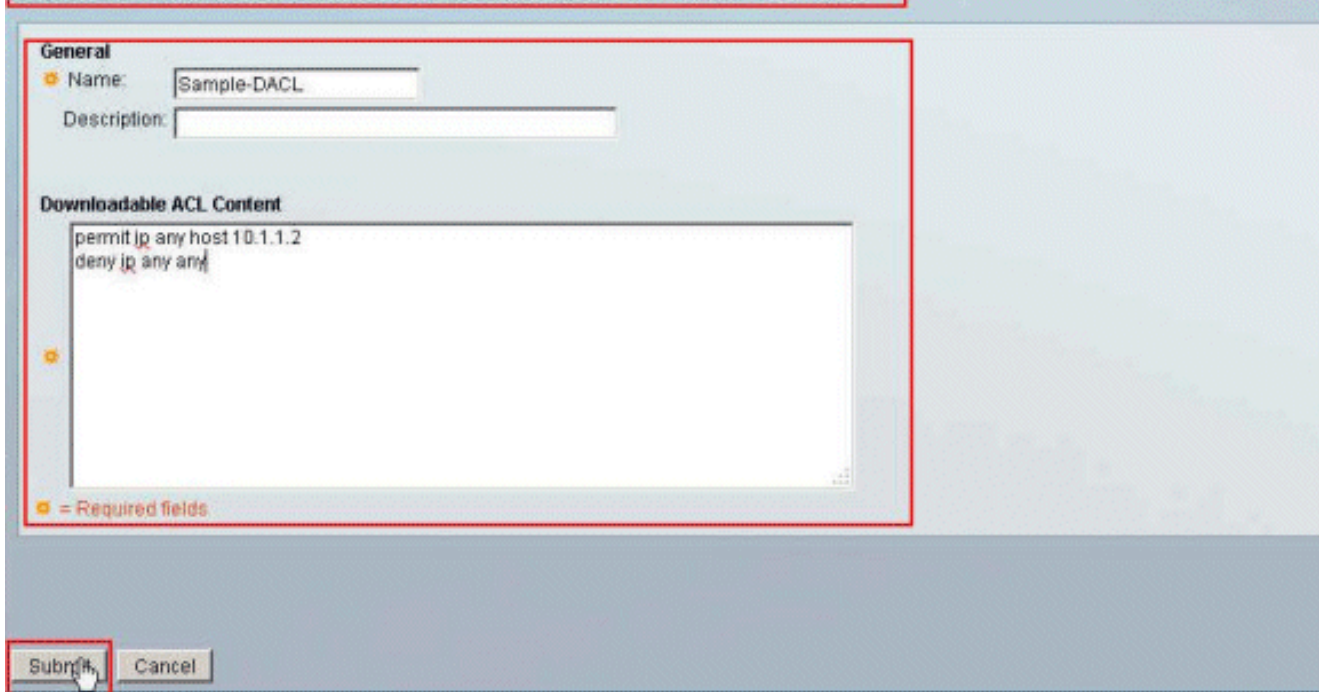 General
Name: Sample-DACL
Description:
Downloadable ACL Content
permit ip any host 10.1.1.2
deny ip any any
= Required fields
Submit Cancel